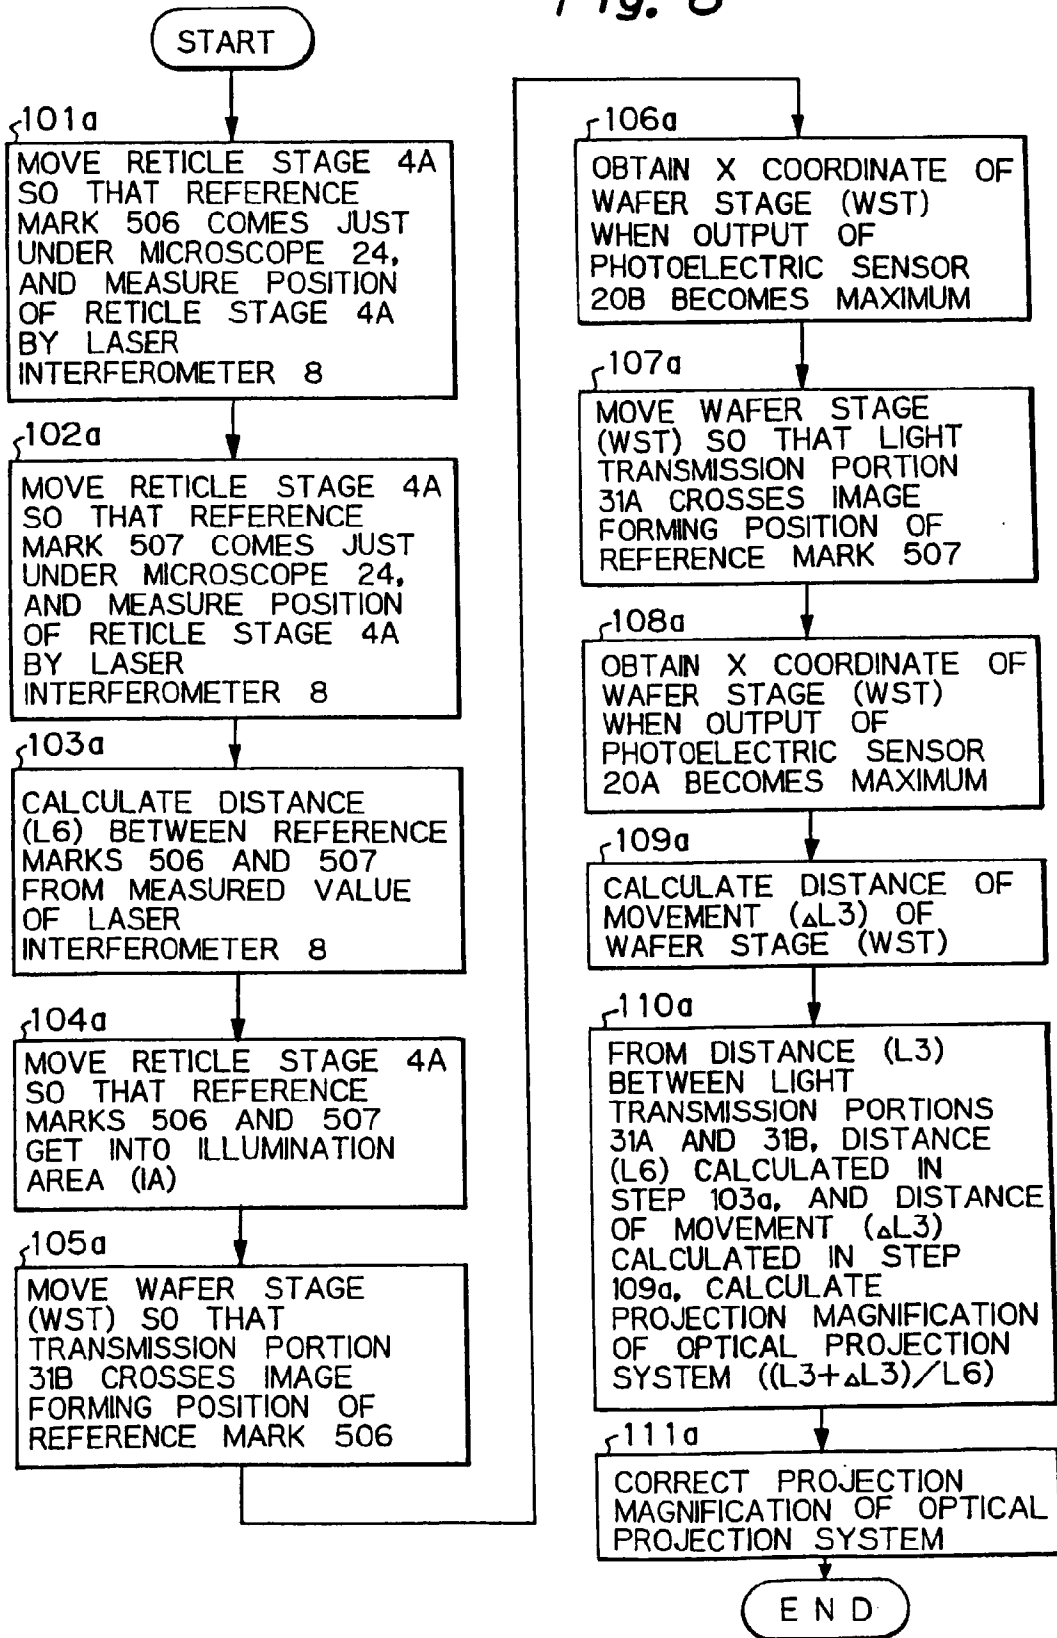 Fig. 8
START
101a
MOVE RETICLE STAGE 4A
SO THAT REFERENCE
MARK 506 COMES JUST
UNDER MICROSCOPE 24,
AND MEASURE POSITION
OF RETICLE STAGE 4A
BY LASER
INTERFEROMETER 8
102a
MOVE RETICLE STAGE 4A
SO THAT REFERENCE
MARK 507 COMES JUST
UNDER MICROSCOPE 24,
AND MEASURE POSITION
OF RETICLE STAGE 4A
BY LASER
INTERFEROMETER 8
103a
CALCULATE DISTANCE
(L6) BETWEEN REFERENCE
MARKS 506 AND 507
FROM MEASURED VALUE
OF LASER
INTERFEROMETER 8
104a
MOVE RETICLE STAGE 4A
SO THAT REFERENCE
MARKS 506 AND 507
GET INTO ILLUMINATION
AREA (IA)
105a
MOVE WAFER STAGE
(WST) SO THAT
TRANSMISSION PORTION
31B CROSSES IMAGE
FORMING POSITION OF
REFERENCE MARK 506
106a
OBTAIN X COORDINATE OF
WAFER STAGE (WST)
WHEN OUTPUT OF
PHOTOELECTRIC SENSOR
20B BECOMES MAXIMUM
107a
MOVE WAFER STAGE
(WST) SO THAT LIGHT
TRANSMISSION PORTION
31A CROSSES IMAGE
FORMING POSITION OF
REFERENCE MARK 507
108a
OBTAIN X COORDINATE OF
WAFER STAGE (WST)
WHEN OUTPUT OF
PHOTOELECTRIC SENSOR
20A BECOMES MAXIMUM
109a
CALCULATE DISTANCE OF
MOVEMENT (△L3) OF
WAFER STAGE (WST)
110a
FROM DISTANCE (L3)
BETWEEN LIGHT
TRANSMISSION PORTIONS
31A AND 31B, DISTANCE
(L6) CALCULATED IN
STEP 103a, AND DISTANCE
OF MOVEMENT (△L3)
CALCULATED IN STEP
109a, CALCULATE
PROJECTION MAGNIFICATION
OF OPTICAL PROJECTION
SYSTEM ((L3+△L3)/L6)
111a
CORRECT PROJECTION
MAGNIFICATION OF OPTICAL
PROJECTION SYSTEM
END